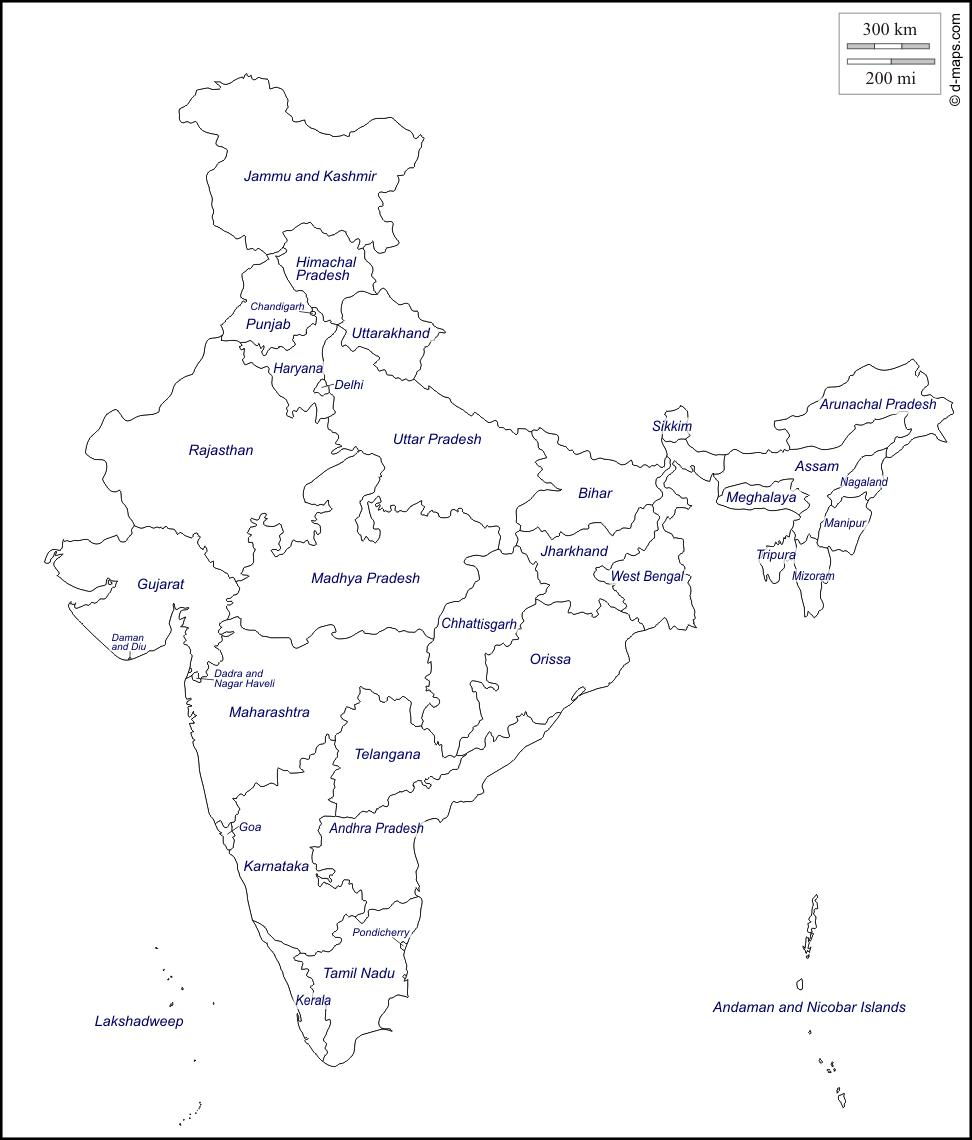 300 km
200 mi
© d-maps.com
Jammu and Kashmir
Himachal
Pradesh
Chandigarh
Punjab
Uttarakhand
Haryana
Delhi
Rajasthan
Uttar Pradesh
Sikkim
Arunachal Pradesh
Assam
Nagaland
Bihar
Meghalaya
Manipur
Jharkhand
Tripura
Mizoram
West Bengal
Gujarat
Madhya Pradesh
Chhattisgarh
Daman
and Diu
Orissa
Dadra and
Nagar Haveli
Maharashtra
Telangana
Goa
Andhra Pradesh
Karnataka
Pondicherry
Tamil Nadu
Kerala
Lakshadweep
Andaman and Nicobar Islands